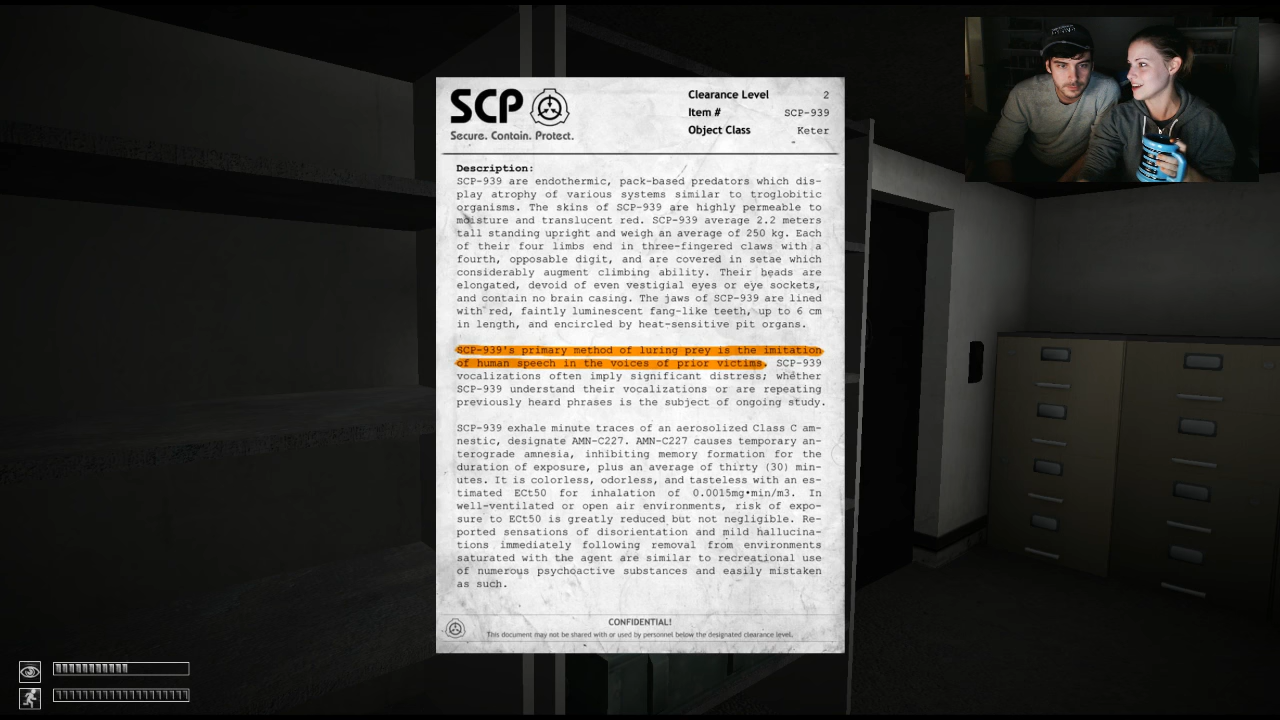 SCP
Secure. Contain. Protect.
Clearance Level 2
Item # SCP-939
Object Class Keter
Description:
SCP-939 are endothermic, pack-based predators which dis-
play atrophy of various systems similar to troglobitic
organisms. The skins of SCP-939 are highly permeable to
moisture and translucent red. SCP-939 average 2.2 meters
tall standing upright and weigh an average of 250 kg. Each
of their four limbs end in three-fingered claws with a
fourth, opposable digit, and are covered in setae which
considerably augment climbing ability. Their heads are
elongated, devoid of even vestigial eyes or eye sockets,
and contain no brain casing. The jaws of SCP-939 are lined
with red, faintly luminescent fang-like teeth, up to 6 cm
in length, and encircled by heat-sensitive pit organs.
SCP-939's primary method of luring prey is the imitation
of human speech in the voices of prior victims. SCP-939
vocalizations often imply significant distress; whether
SCP-939 understand their vocalizations or are repeating
previously heard phrases is the subject of ongoing study.
SCP-939 exhale minute traces of an aerosolized Class C am-
nestic, designate AMN-C227. AMN-C227 causes temporary an-
terograde amnesia, inhibiting memory formation for the
duration of exposure, plus an average of thirty (30) min-
utes. It is colorless, odorless, and tasteless with an es-
timated ECt50 for inhalation of 0.0015mg•min/m3. In
well-ventilated or open air environments, risk of expo-
sure to ECt50 is greatly reduced but not negligible. Re-
ported sensations of disorientation and mild hallucina-
tions immediately following removal from environments
saturated with the agent are similar to recreational use
of numerous psychoactive substances and easily mistaken
as such.
CONFIDENTIAL!
This document may not be shared with or used by personnel below the designated clearance level.